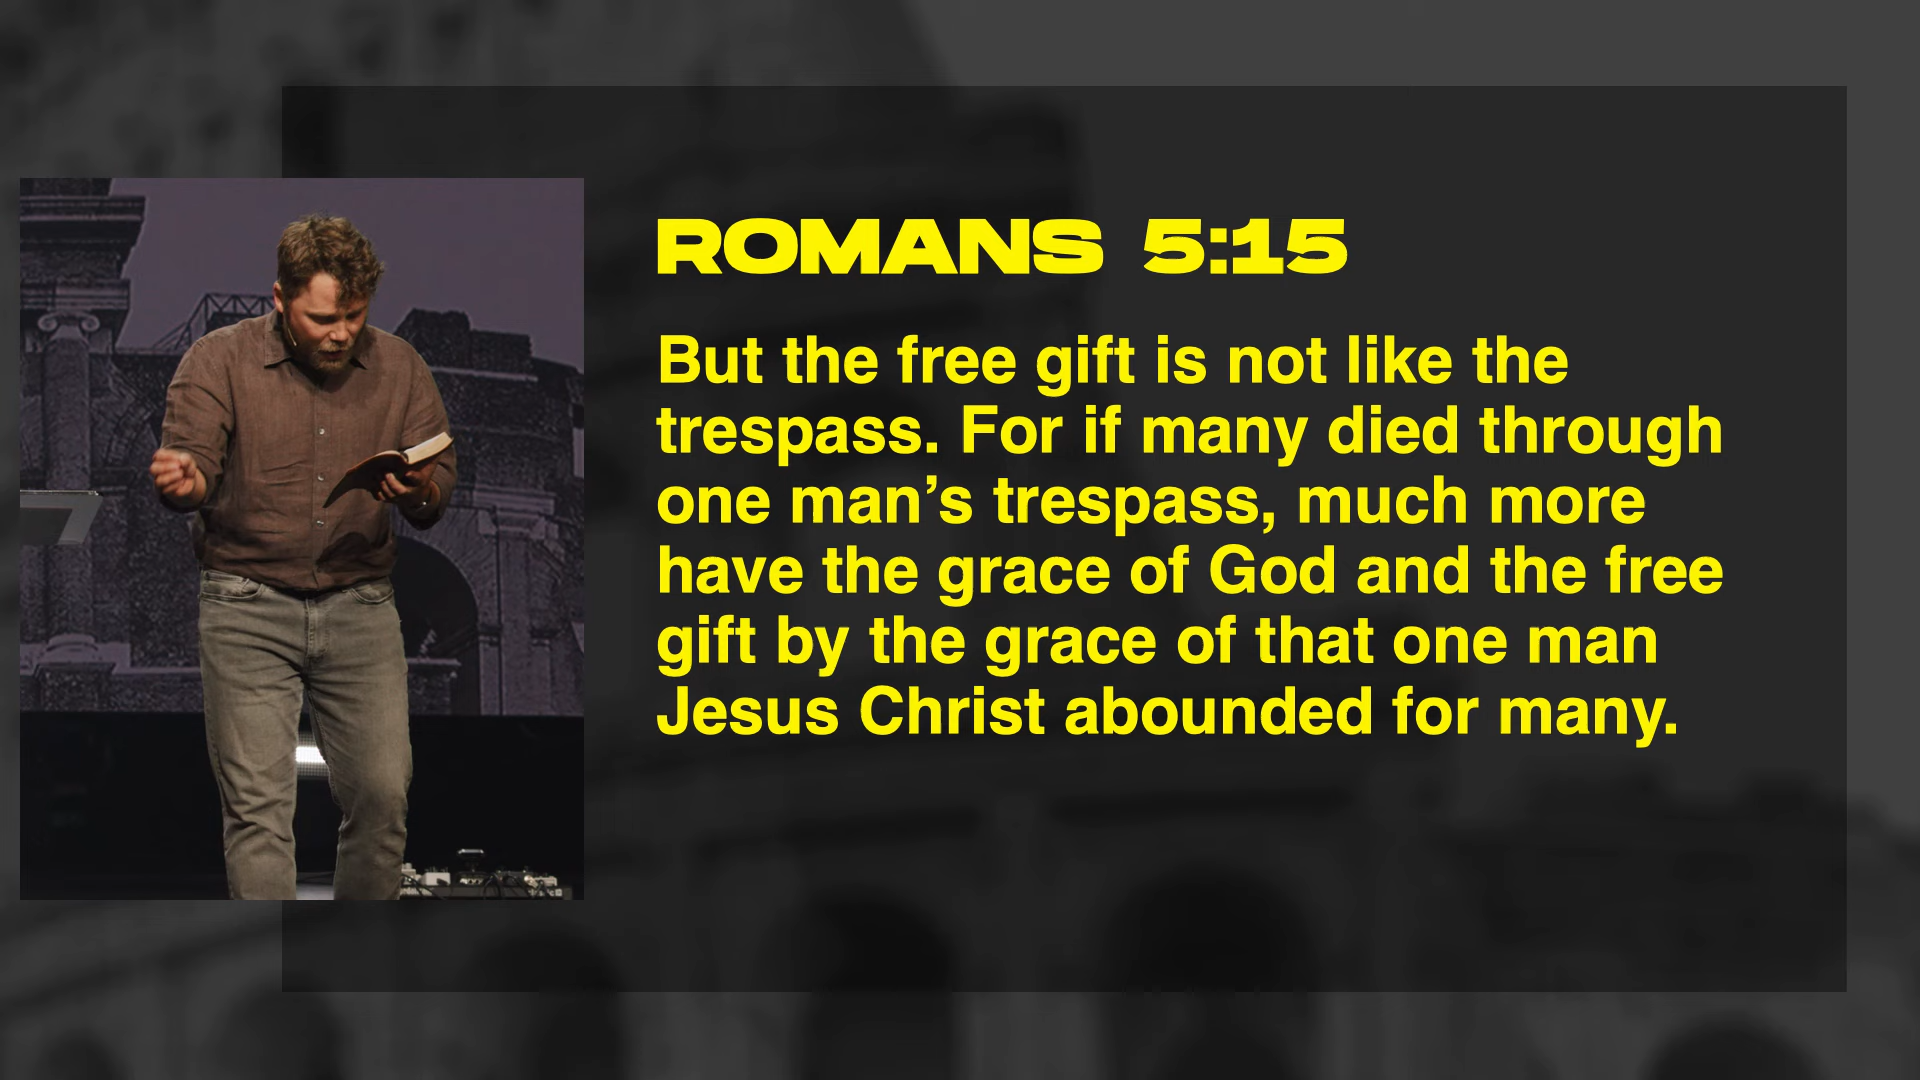 ROMANS 5:15
But the free gift is not like the
trespass. For if many died through
one man’s trespass, much more
have the grace of God and the free
gift by the grace of that one man
Jesus Christ abounded for many.